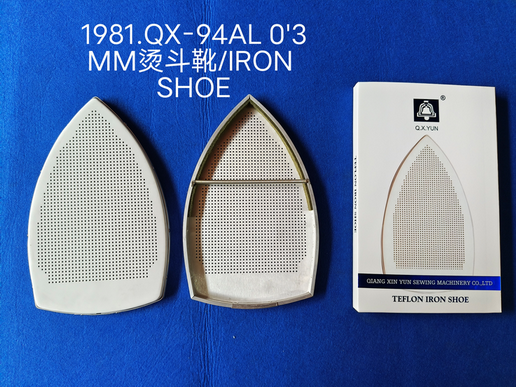 1981.QX-94AL 0'3
MM烫斗靴/IRON
SHOE
®
Q.X.YUN
QIANG XIN YUN SEWING MACHINERY CO.,LTD
TEFLON IRON SHOE